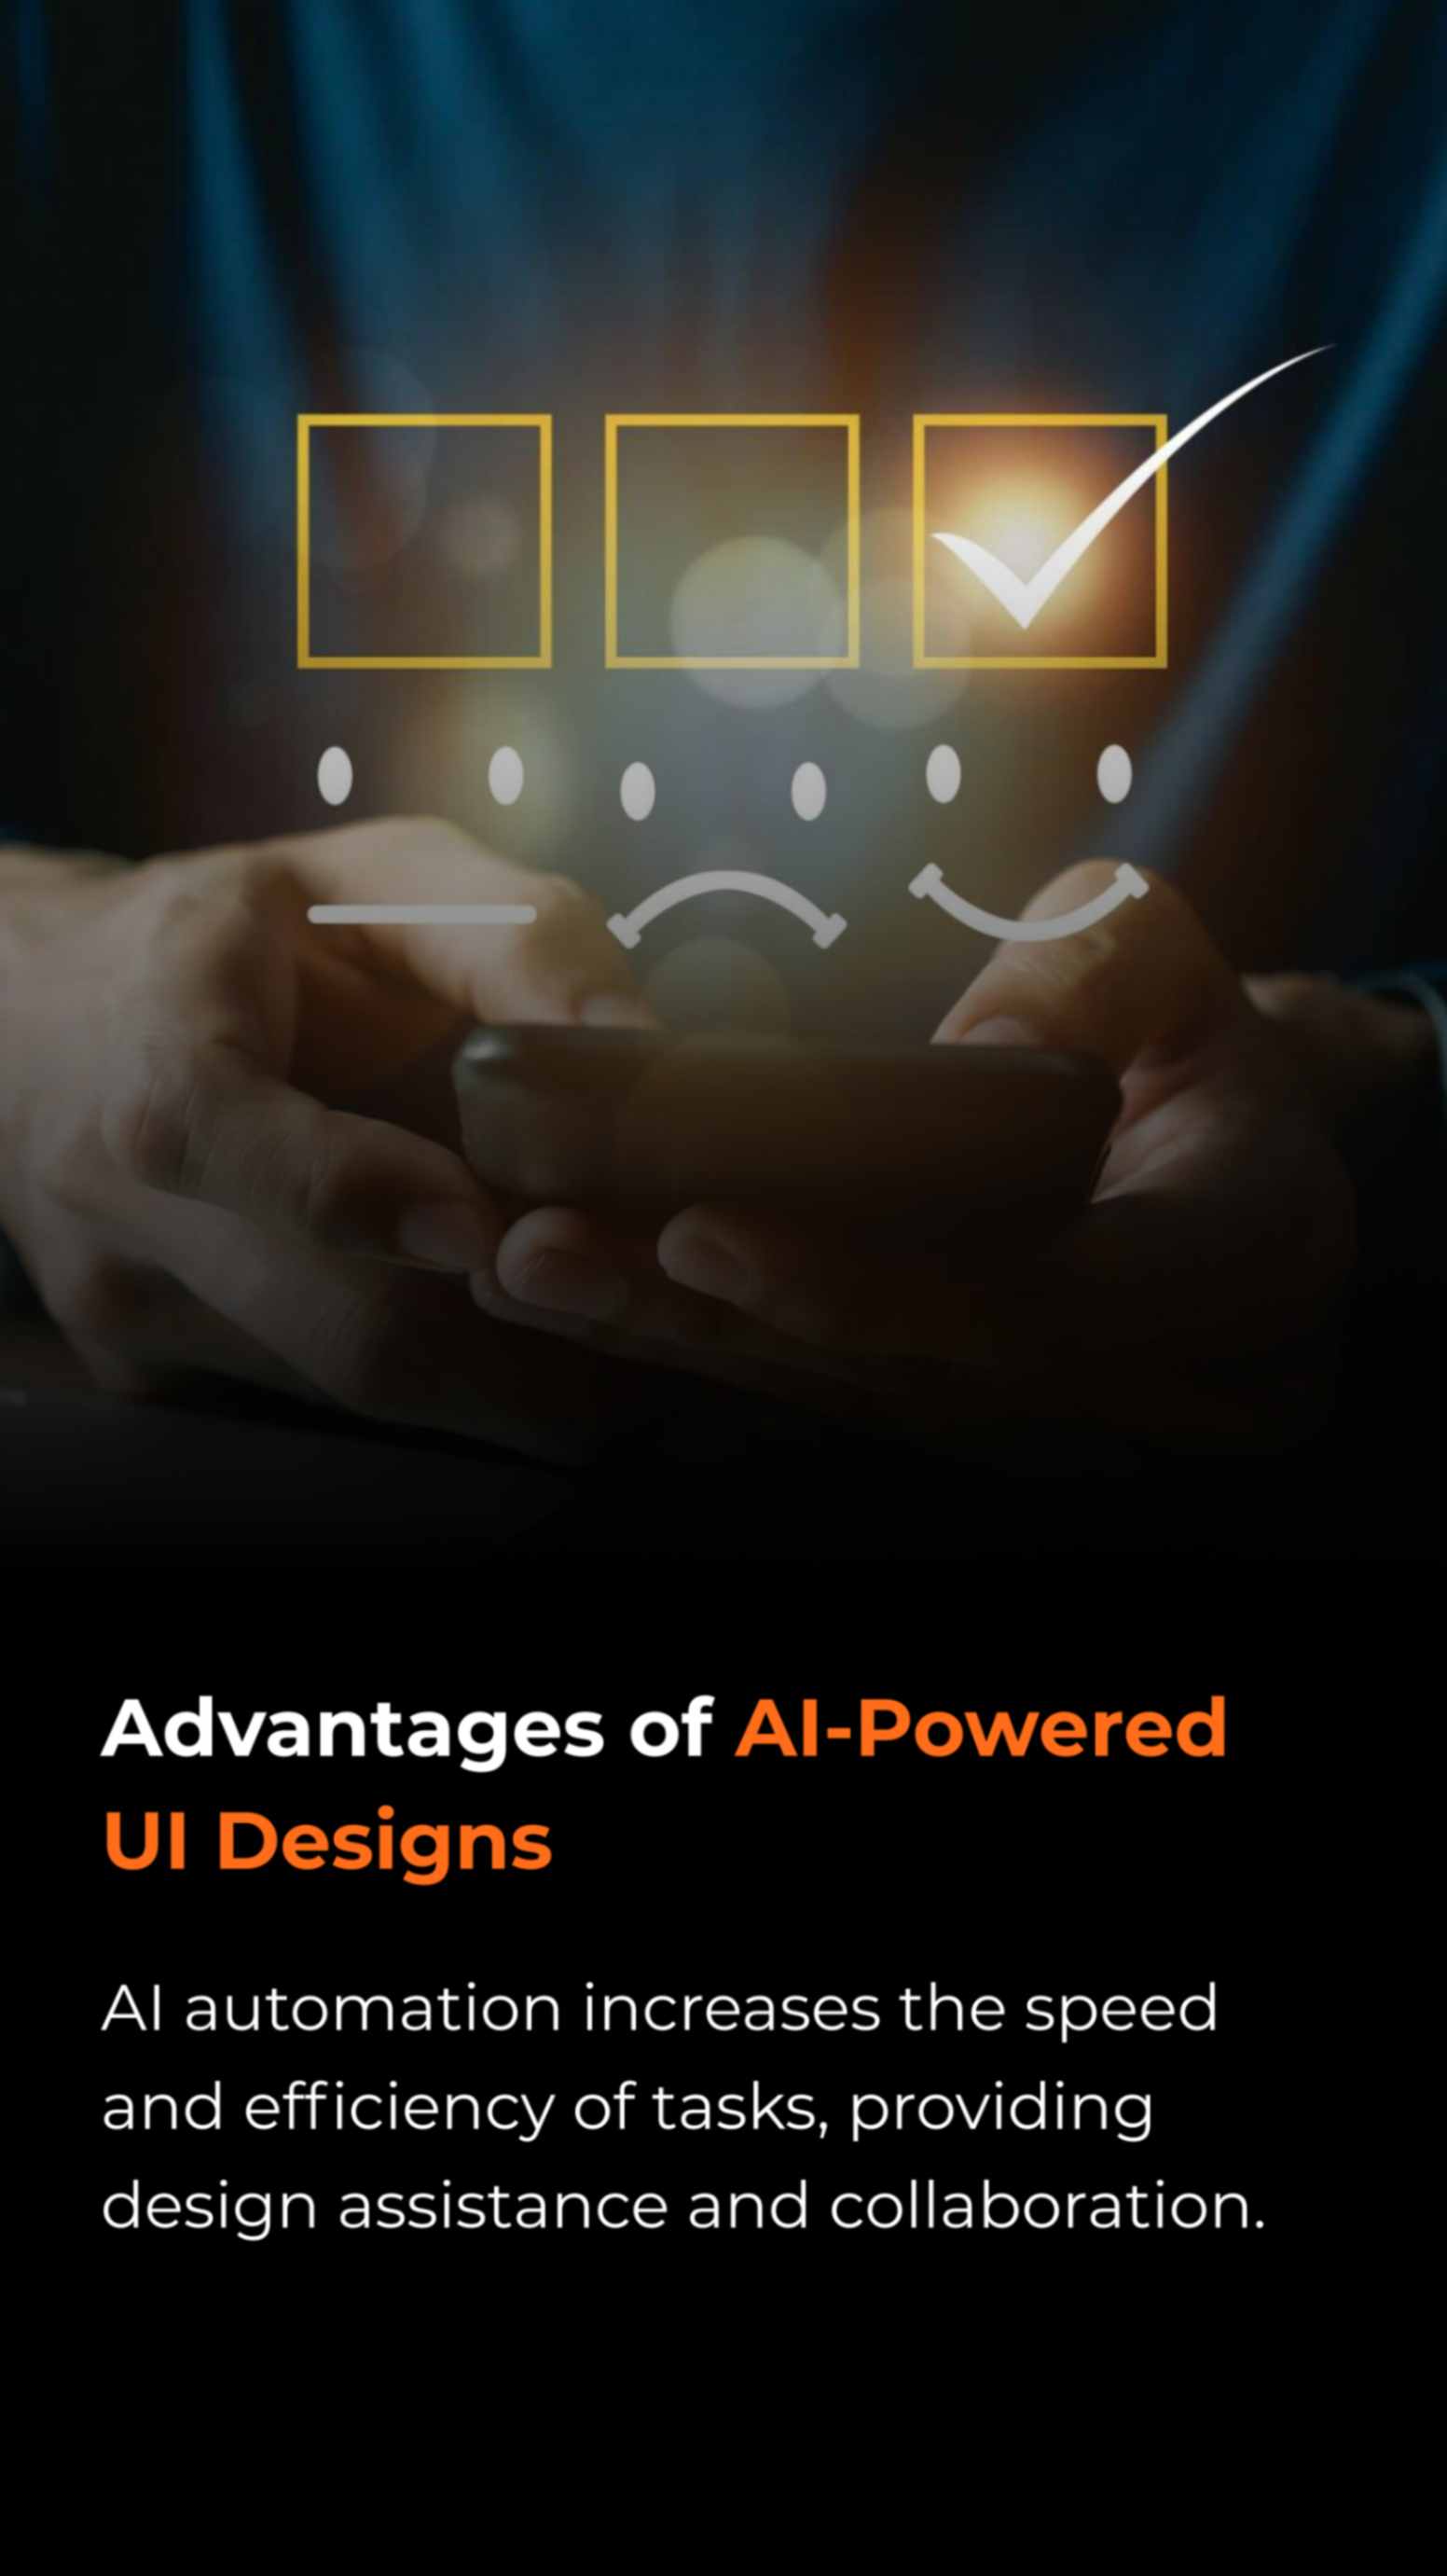 Advantages of AI-Powered
UI Designs
AI automation increases the speed
and efficiency of tasks, providing
design assistance and collaboration.